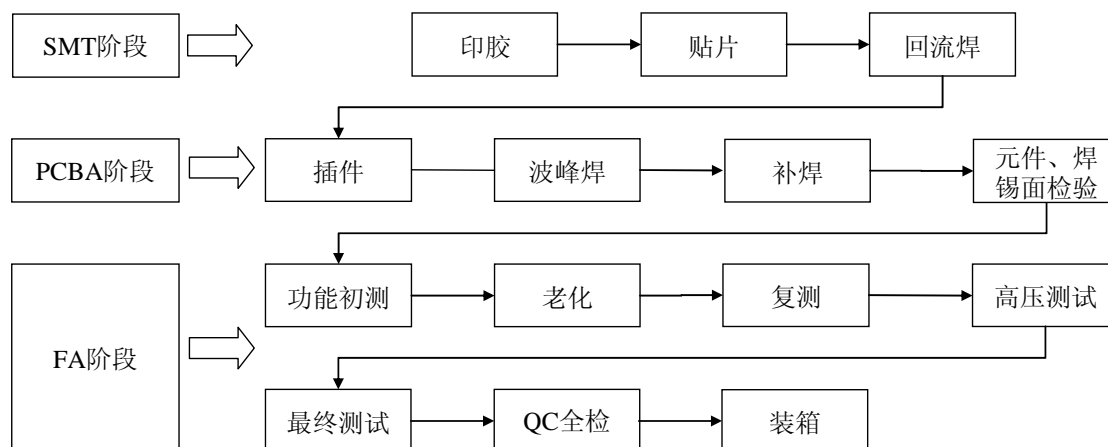 SMT阶段
印胶
贴片
回流焊
PCBA阶段
插件
波峰焊
补焊
元件、焊
锡面检验
FA阶段
功能初测
老化
复测
高压测试
最终测试
QC全检
装箱